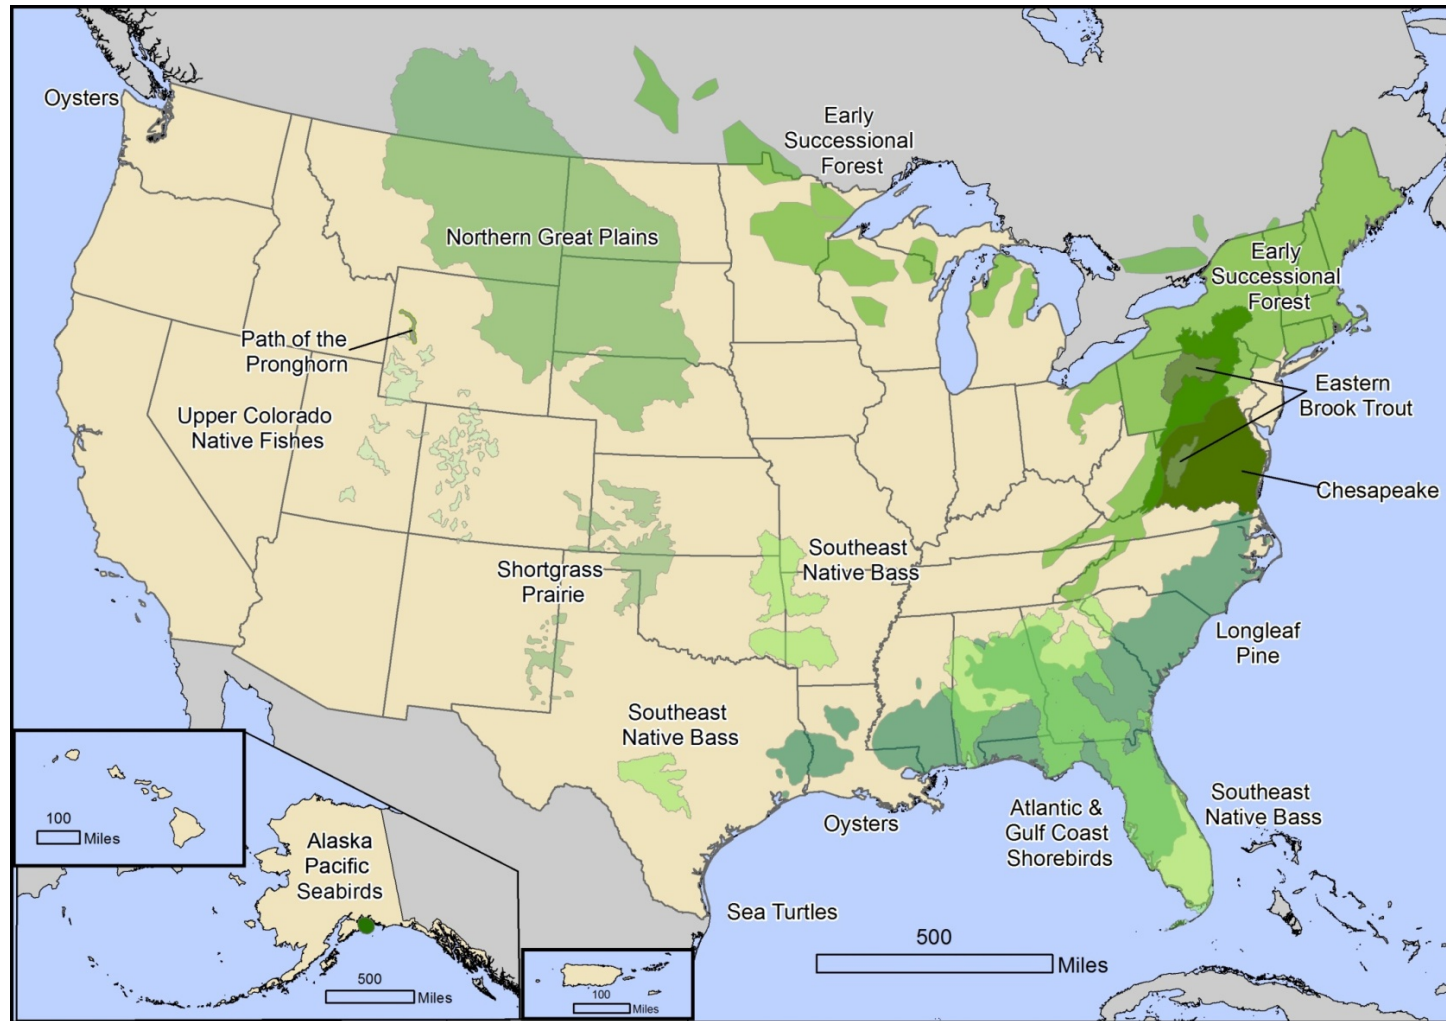 Oysters
Early
Successional
Forest
Northern Great Plains
Early
Successional
Forest
Path of the
Pronghorn
Eastern
Brook Trout
Upper Colorado
Native Fishes
Chesapeake
Southeast
Native Bass
Shortgrass
Prairie
Longleaf
Pine
Southeast
Native Bass
Southeast
Native Bass
Atlantic &
Gulf Coast
Shorebirds
Oysters
100
Miles
Alaska
Pacific
Seabirds
Sea Turtles
500
Miles
500
Miles
100
Miles